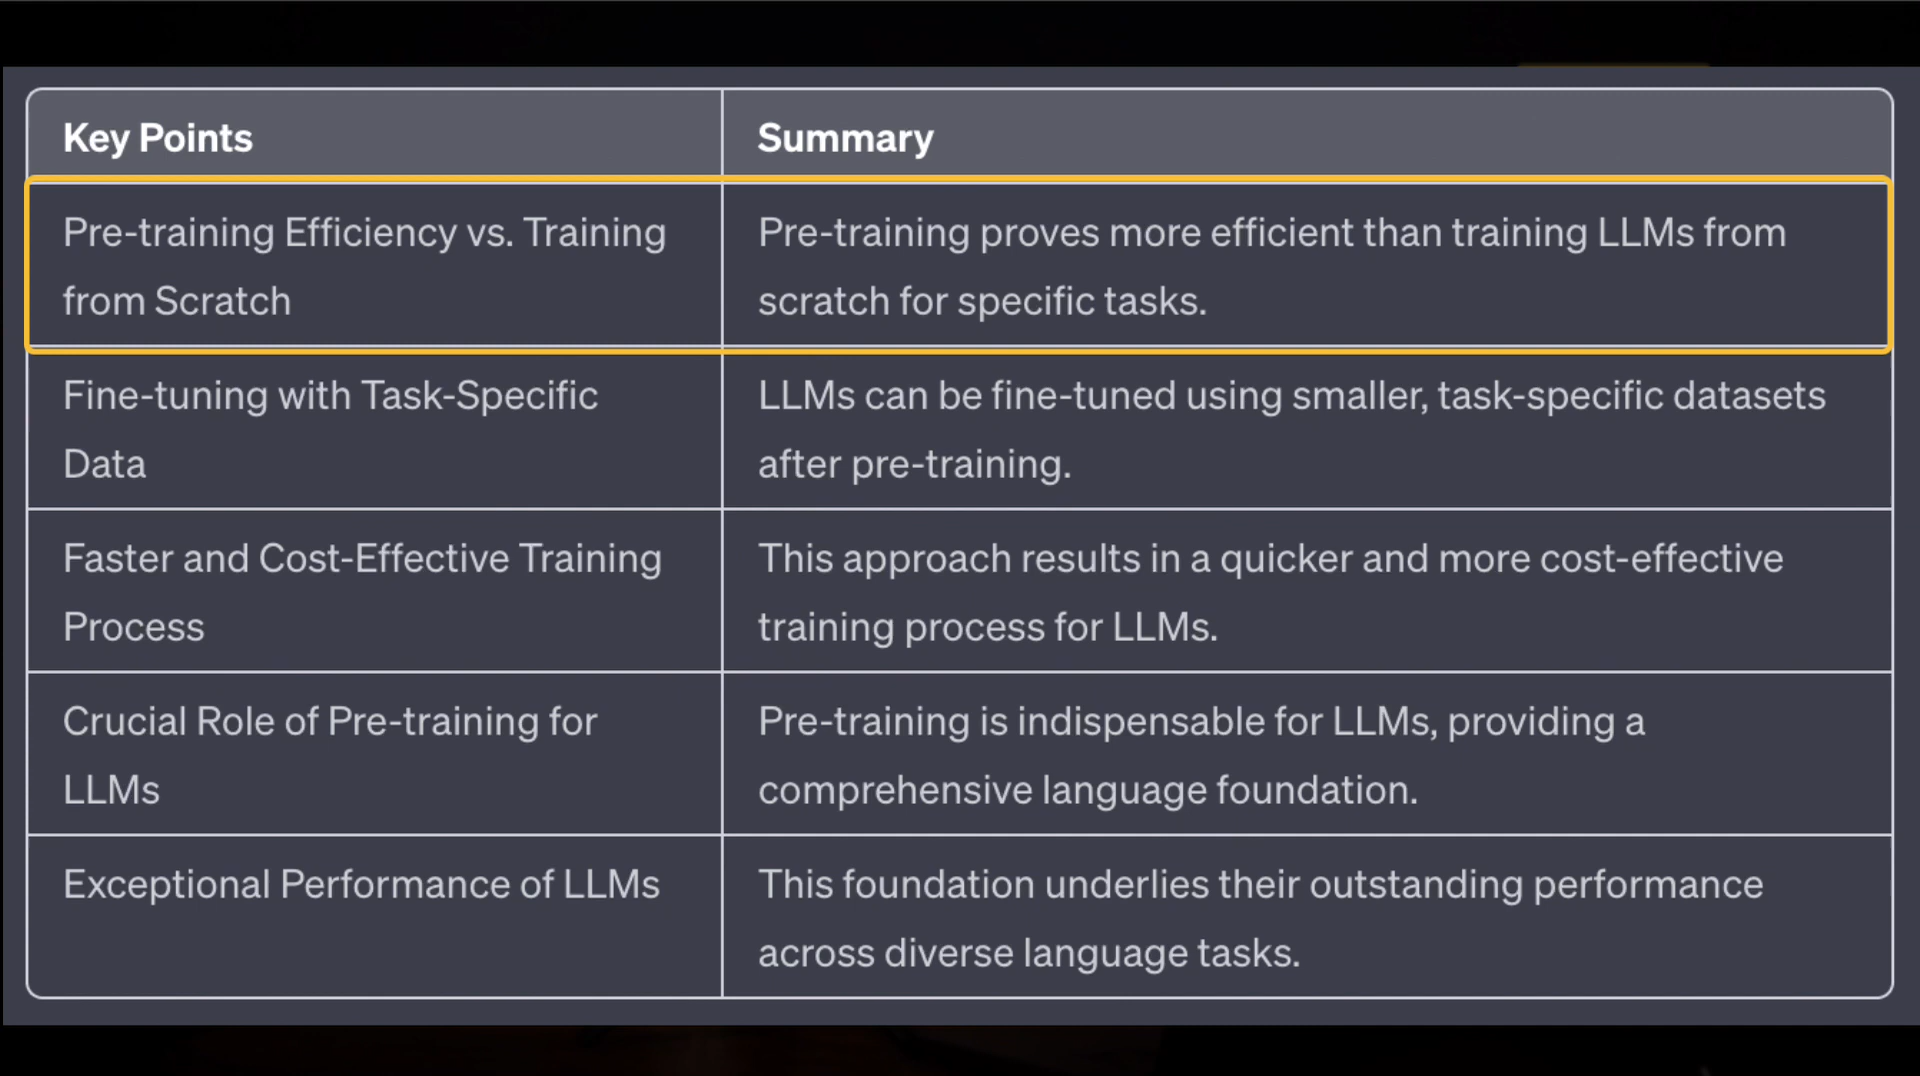 Key Points
Summary
Pre-training Efficiency vs. Training
from Scratch
Pre-training proves more efficient than training LLMs from
scratch for specific tasks.
Fine-tuning with Task-Specific
Data
LLMs can be fine-tuned using smaller, task-specific datasets
after pre-training.
Faster and Cost-Effective Training
Process
This approach results in a quicker and more cost-effective
training process for LLMs.
Crucial Role of Pre-training for
LLMs
Pre-training is indispensable for LLMs, providing a
comprehensive language foundation.
Exceptional Performance of LLMs
This foundation underlies their outstanding performance
across diverse language tasks.